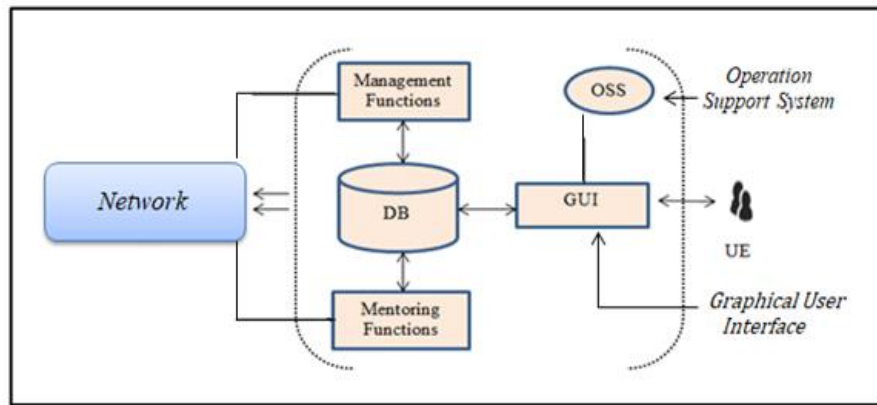 Management
Functions
OSS
Operation
Support System
Network
DB
GUI
UE
Mentoring
Functions
Graphical User
Interface